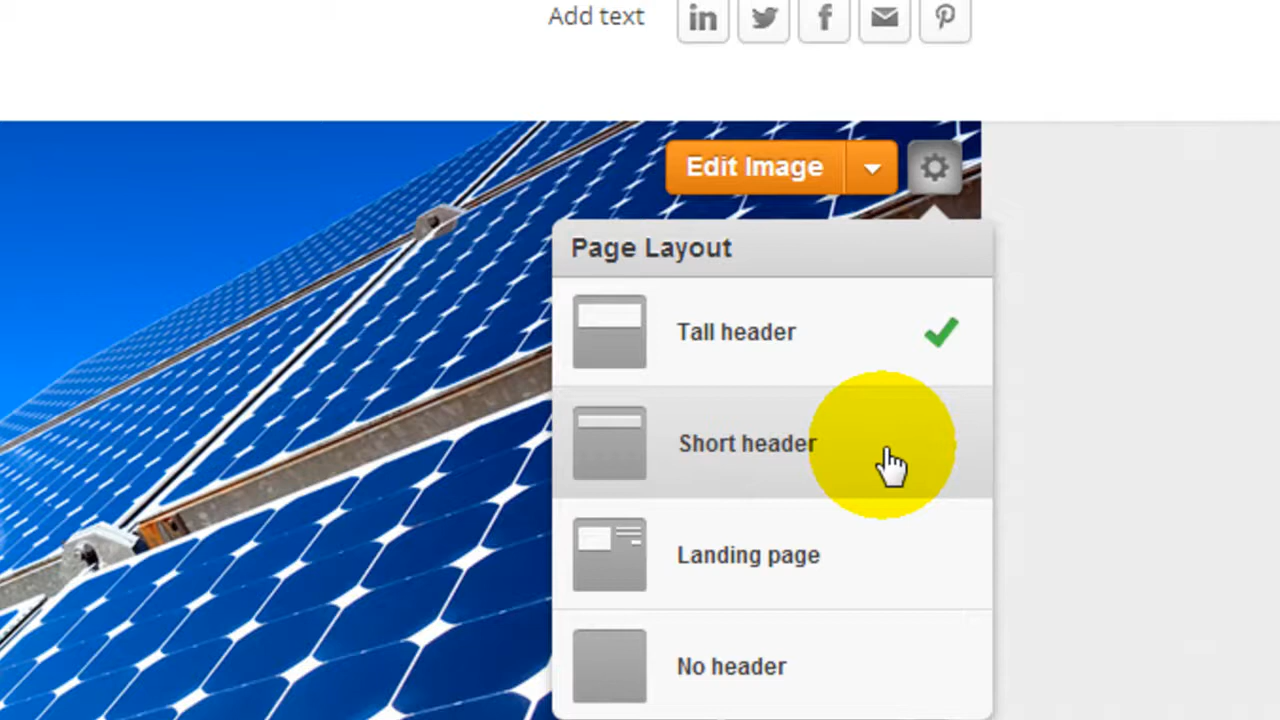 Add text
Edit Image
Page Layout
Tall header
Short header
Landing page
No header